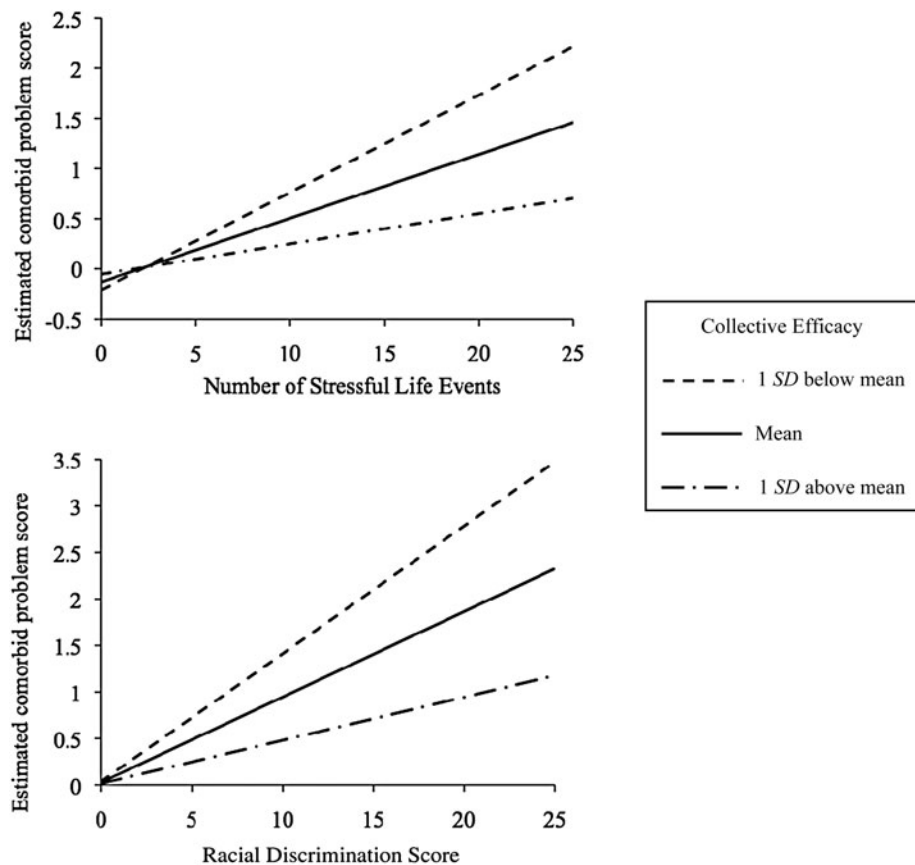 Estimated comorbid problem score
2.5
2
1.5
1
0.5
0
-0.5
0 5 10 15 20 25
Number of Stressful Life Events
Collective Efficacy
1 SD below mean
Mean
1 SD above mean
Estimated comorbid problem score
3.5
3
2.5
2
1.5
1
0.5
0
0 5 10 15 20 25
Racial Discrimination Score